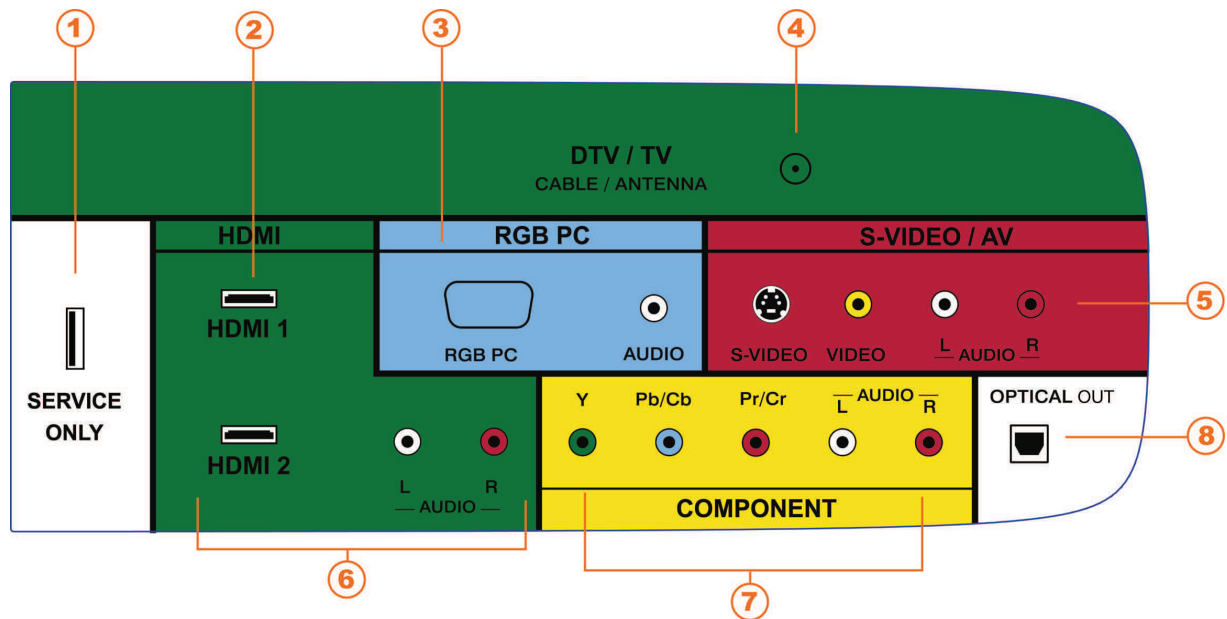 1 2 3 4
DTV / TV
CABLE / ANTENNA
HDMI RGB PC S-VIDEO / AV
HDMI 1
RGB PC AUDIO
S-VIDEO VIDEO L AUDIO R
5
SERVICE
ONLY
HDMI 2
L R
AUDIO
Y Pb/Cb Pr/Cr L AUDIO R
COMPONENT
OPTICAL OUT
8
6 7